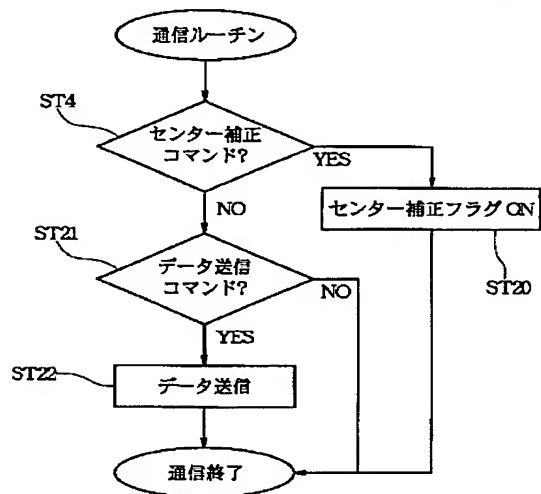 通信ルーチン
ST4
センター補正
コマンド?
YES
センター補正フラグ ON
ST20
NO
ST21
データ送信
コマンド?
NO
YES
ST22
データ送信
通信終了